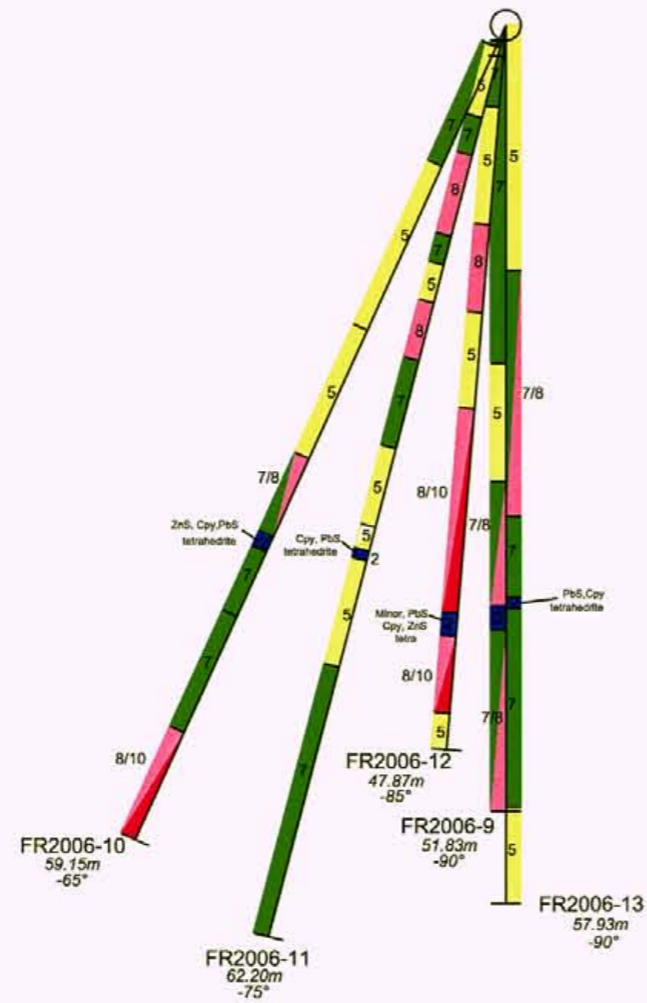 5
7
7
5
7
5
5
8
7
8
7
5
5
8
5
7/8
5
5
7
7/8
8/10
7/8
5
5
ZnS, Cpy,PbS
tetrahedrite
Cpy, PbS
tetrahedrite
2
7
7
PbS,Cpy
tetrahedrite
Minor, PbS
Cpy, ZnS
tetra
5
7
8/10
7
7/8
5
8/10
7
FR2006-12
47.87m
-85°
FR2006-9
51.83m
-90°
5
FR2006-10
59.15m
-65°
FR2006-13
57.93m
-90°
FR2006-11
62.20m
-75°